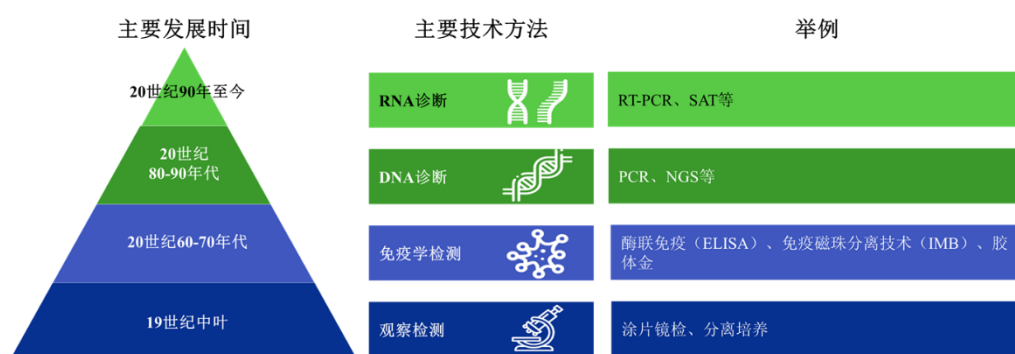 主要发展时间
主要技术方法
举例
20世纪90年至今
RNA诊断
RT-PCR、SAT等
20世纪
80-90年代
DNA诊断
PCR、NGS等
20世纪60-70年代
免疫学检测
酶联免疫（ELISA）、免疫磁珠分离技术（IMB）、胶
体金
19世纪中叶
观察检测
涂片镜检、分离培养